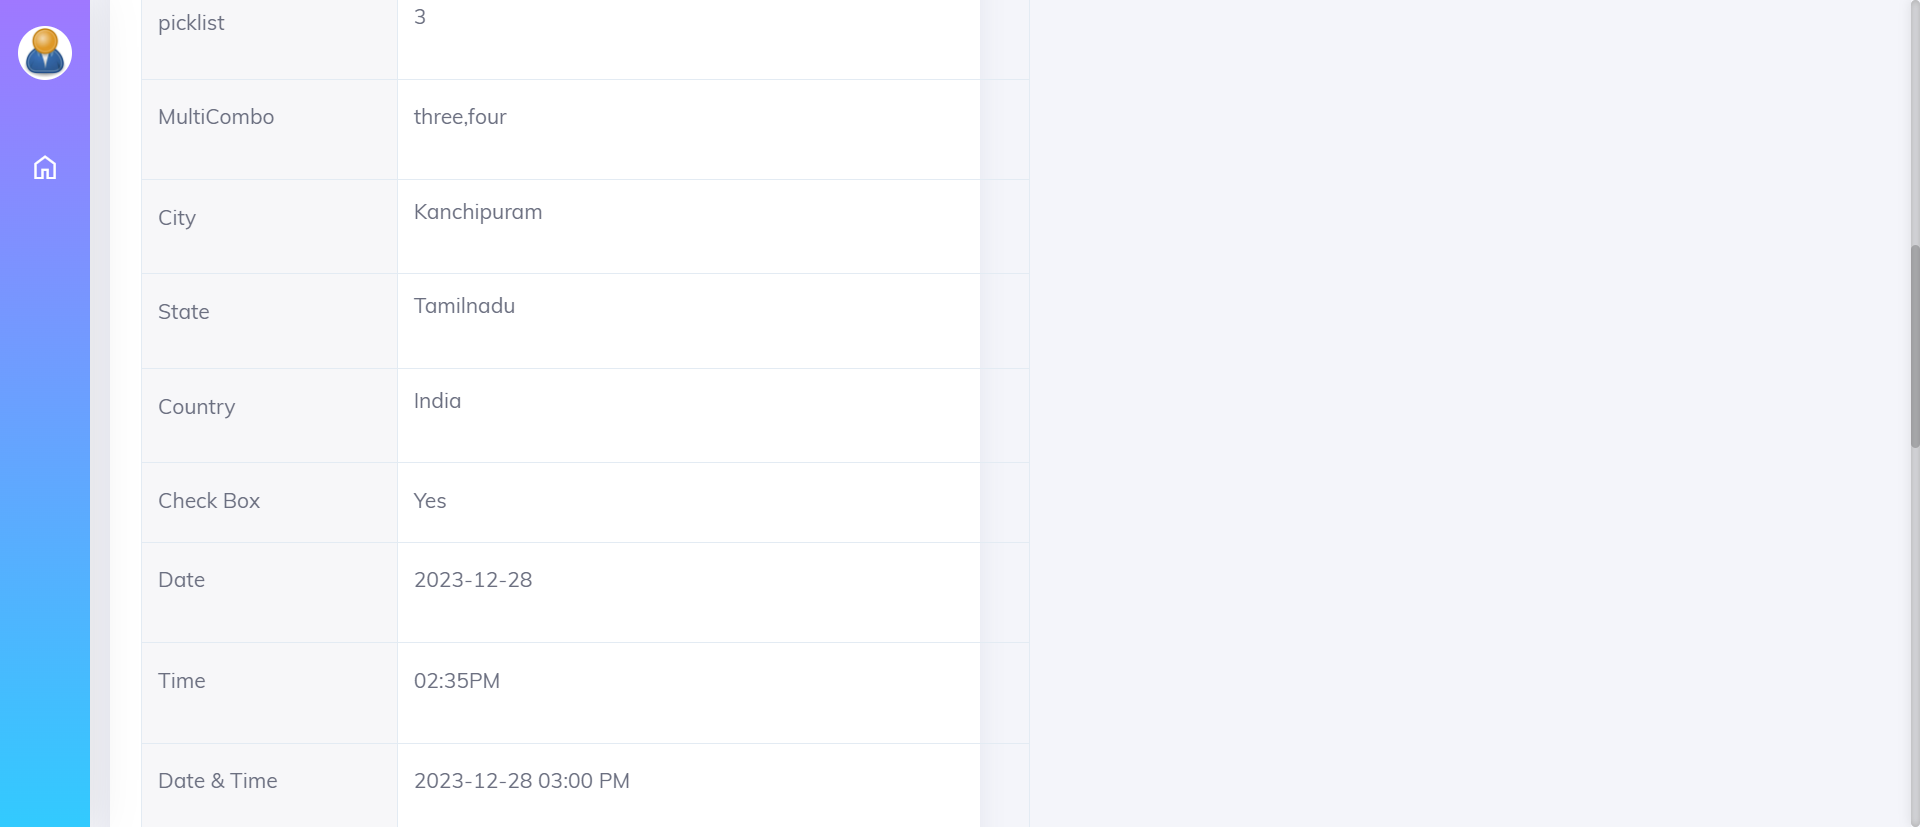 picklist 3
MultiCombo three,four
City Kanchipuram
State Tamilnadu
Country India
Check Box Yes
Date 2023-12-28
Time 02:35PM
Date & Time 2023-12-28 03:00 PM